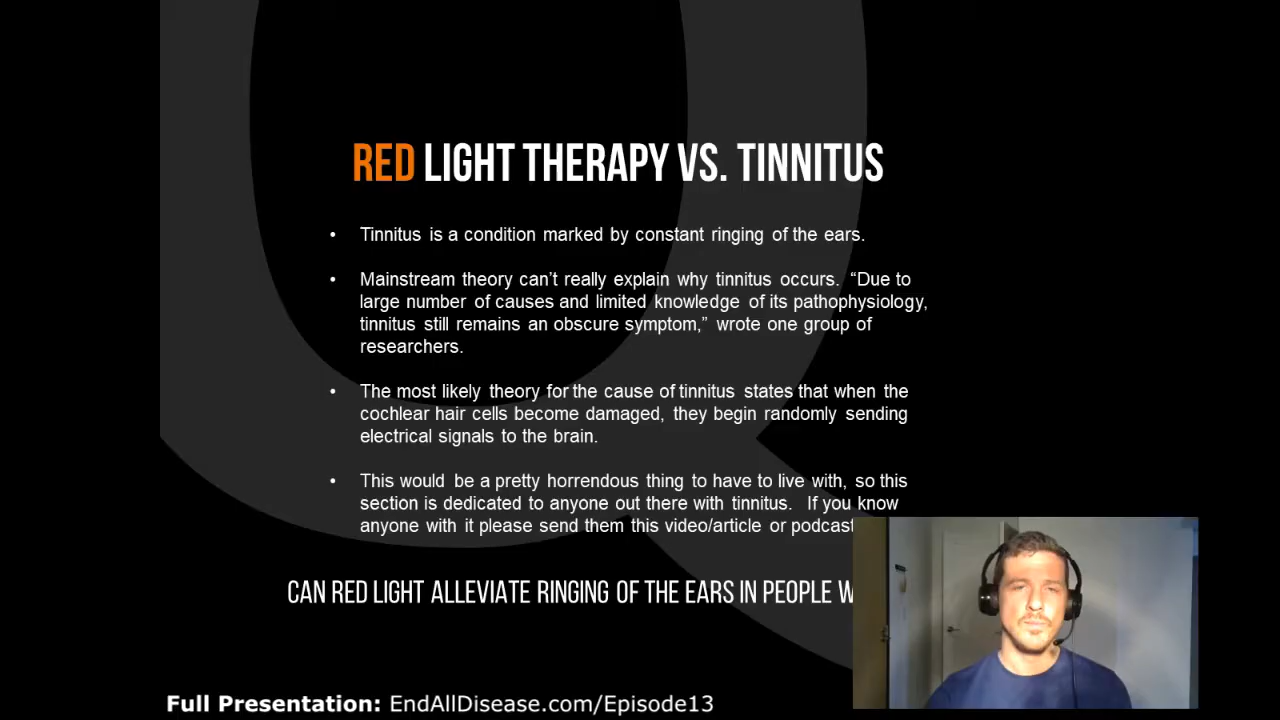 RED LIGHT THERAPY VS. TINNITUS
• Tinnitus is a condition marked by constant ringing of the ears.
• Mainstream theory can't really explain why tinnitus occurs. “Due to
large number of causes and limited knowledge of its pathophysiology,
tinnitus still remains an obscure symptom,” wrote one group of
researchers.
• The most likely theory for the cause of tinnitus states that when the
cochlear hair cells become damaged, they begin randomly sending
electrical signals to the brain.
• This would be a pretty horrendous thing to have to live with, so this
section is dedicated to anyone out there with tinnitus. If you know
anyone with it please send them this video/article or podcast
CAN RED LIGHT ALLEVIATE RINGING OF THE EARS IN PEOPLE
Full Presentation: EndAllDisease.com/Episode13